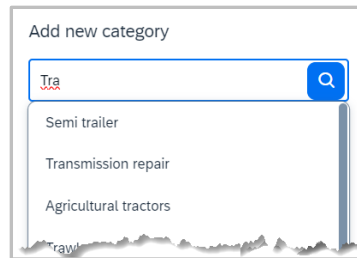 Add new category
Tra
Semi trailer
Transmission repair
Agricultural tractors